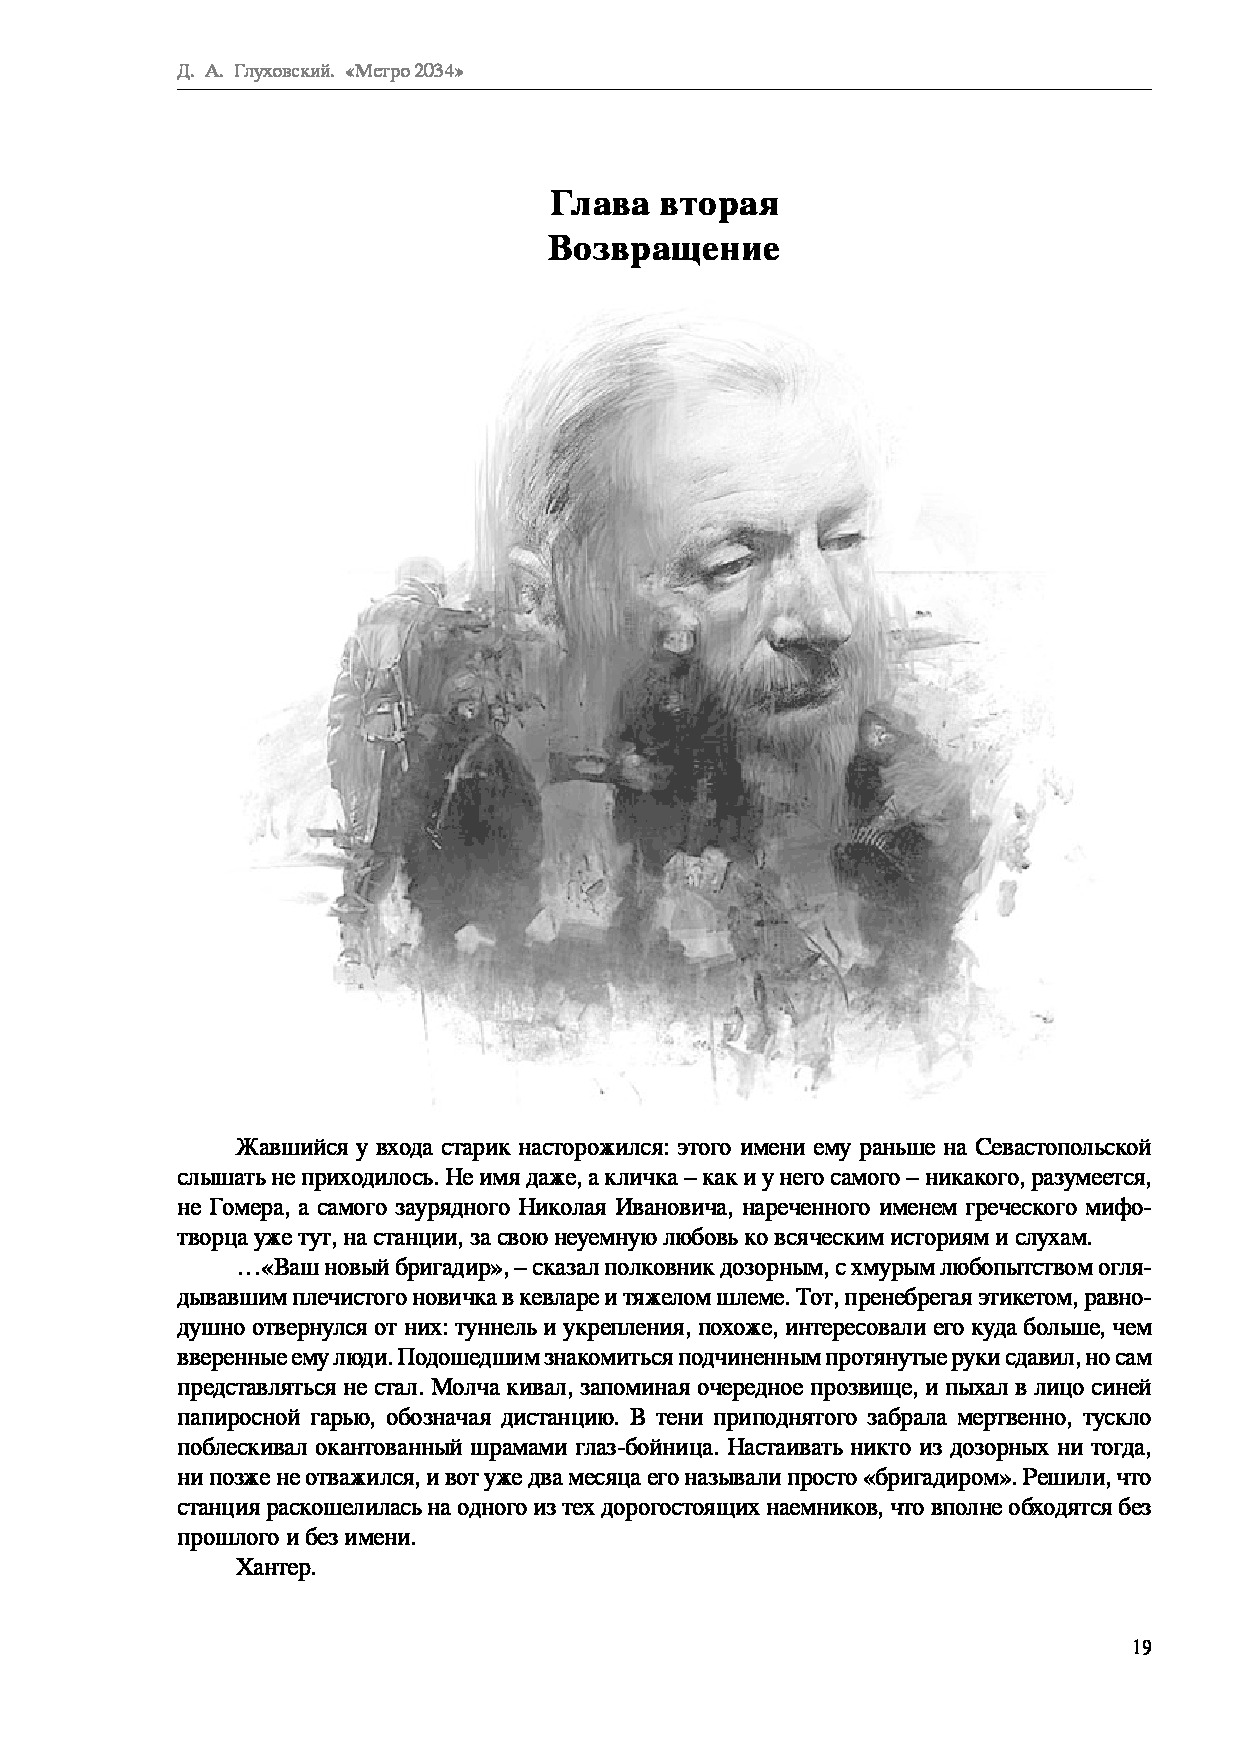 Д. А. Глуховский. «Метро 2034»
Глава вторая
Возвращение
Жавшийся у входа старик насторожился: этого имени ему раньше на Севастопольской
слышать не приходилось. Не имя даже, а кличка – как и у него самого – никакого, разумеется,
не Гомера, а самого заурядного Николая Ивановича, нареченного именем греческого мифо-
творца уже тут, на станции, за свою неуемную любовь ко всяческим историям и слухам.
…«Ваш новый бригадир», – сказал полковник дозорным, с хмурым любопытством огля-
дывавшим плечистого новичка в кевларе и тяжелом шлеме. Тот, пренебрегая этикетом, равно-
душно отвернулся от них: туннель и укрепления, похоже, интересовали его куда больше, чем
вверенные ему люди. Подошедшим знакомиться подчиненным протянутые руки сдавил, но сам
представляться не стал. Молча кивал, запоминая очередное прозвище, и пыхал в лицо синей
папиросной гарью, обозначая дистанцию. В тени приподнятого забрала мертвенно, тускло
поблескивал окантованный шрамами глаз-бойница. Настаивать никто из дозорных ни тогда,
ни позже не отважился, и вот уже два месяца его называли просто «бригадиром». Решили, что
станция раскошелилась на одного из тех дорогостоящих наемников, что вполне обходятся без
прошлого и без имени.
Хантер.
19